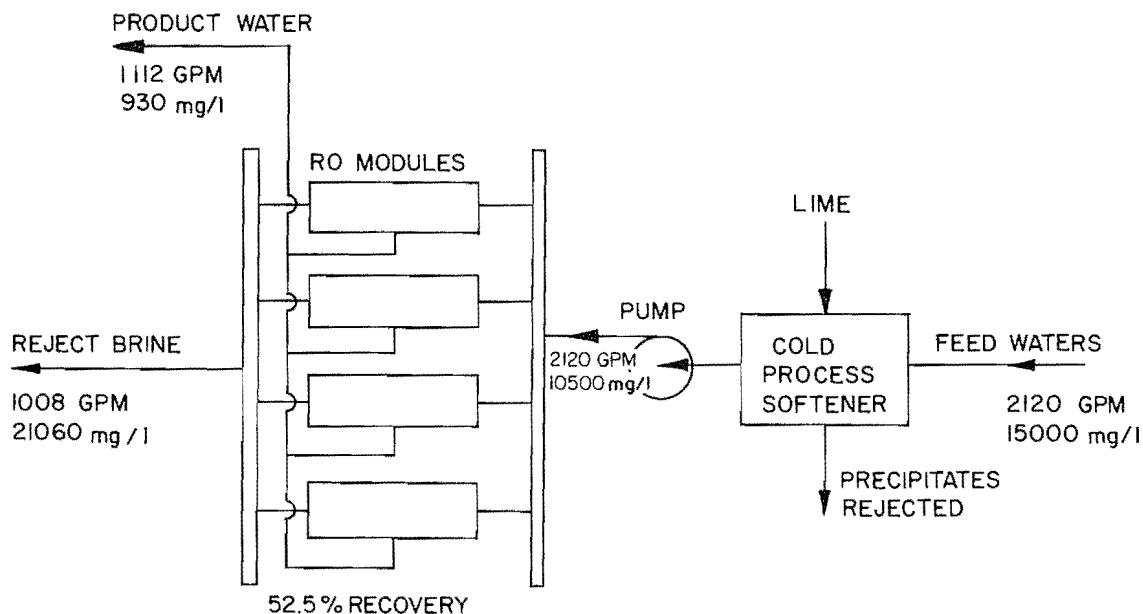 PRODUCT WATER
1112 GPM
930 mg/l
RO MODULES
LIME
PUMP
2120 GPM
10500 mg/l
COLD
PROCESS
SOFTENER
FEED WATERS
2120 GPM
15000 mg/l
REJECT BRINE
1008 GPM
21060 mg/l
PRECIPITATES
REJECTED
52.5% RECOVERY